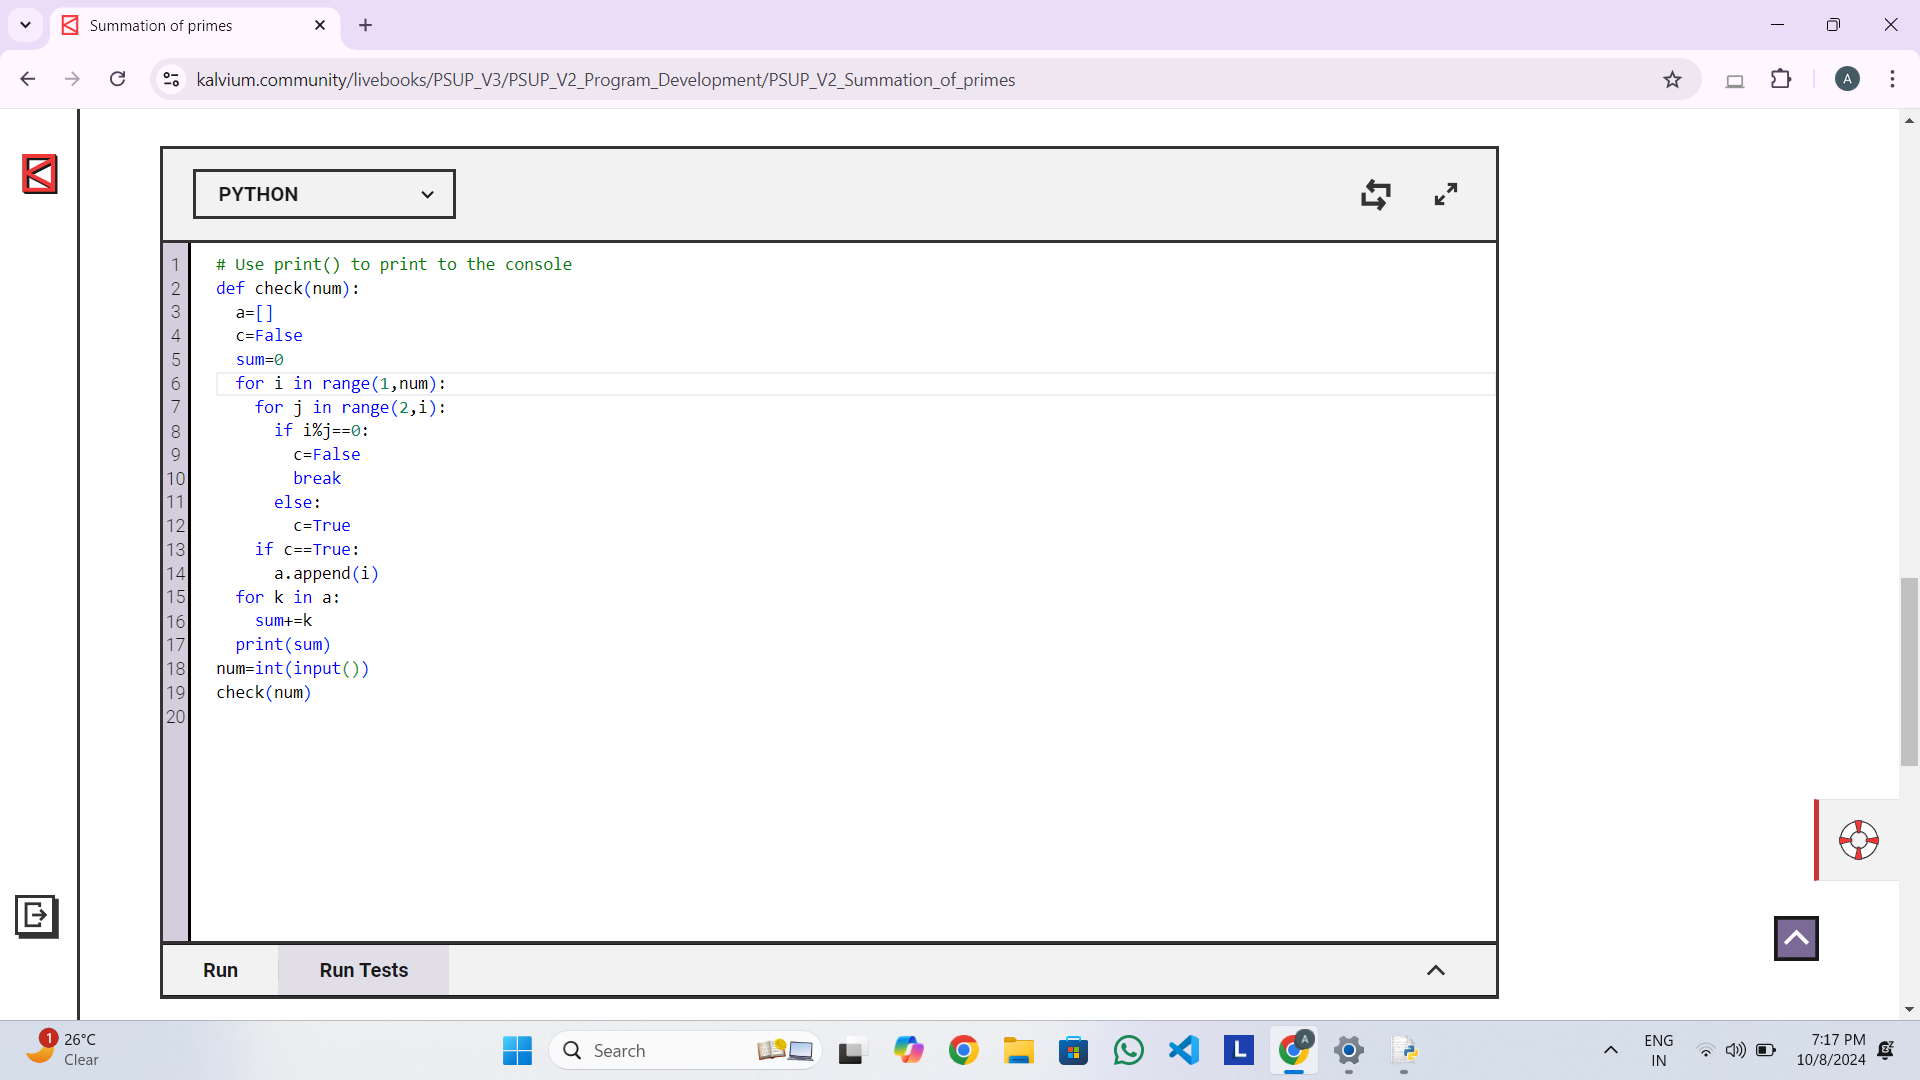 Summation of primes
kalvium.community/livebooks/PSUP_V3/PSUP_V2_Program_Development/PSUP_V2_Summation_of_primes
A
PYTHON
1 # Use print() to print to the console
2 def check(num):
3   a=[]
4   c=False
5   sum=0
6   for i in range(1,num):
7     for j in range(2,i):
8       if i%j==0:
9         c=False
10         break
11       else:
12         c=True
13     if c==True:
14       a.append(i)
15   for k in a:
16     sum+=k
17   print(sum)
18 num=int(input())
19 check(num)
20
Run
Run Tests
1
26°C
Clear
Search
L
A
ENG
IN
7:17 PM
10/8/2024